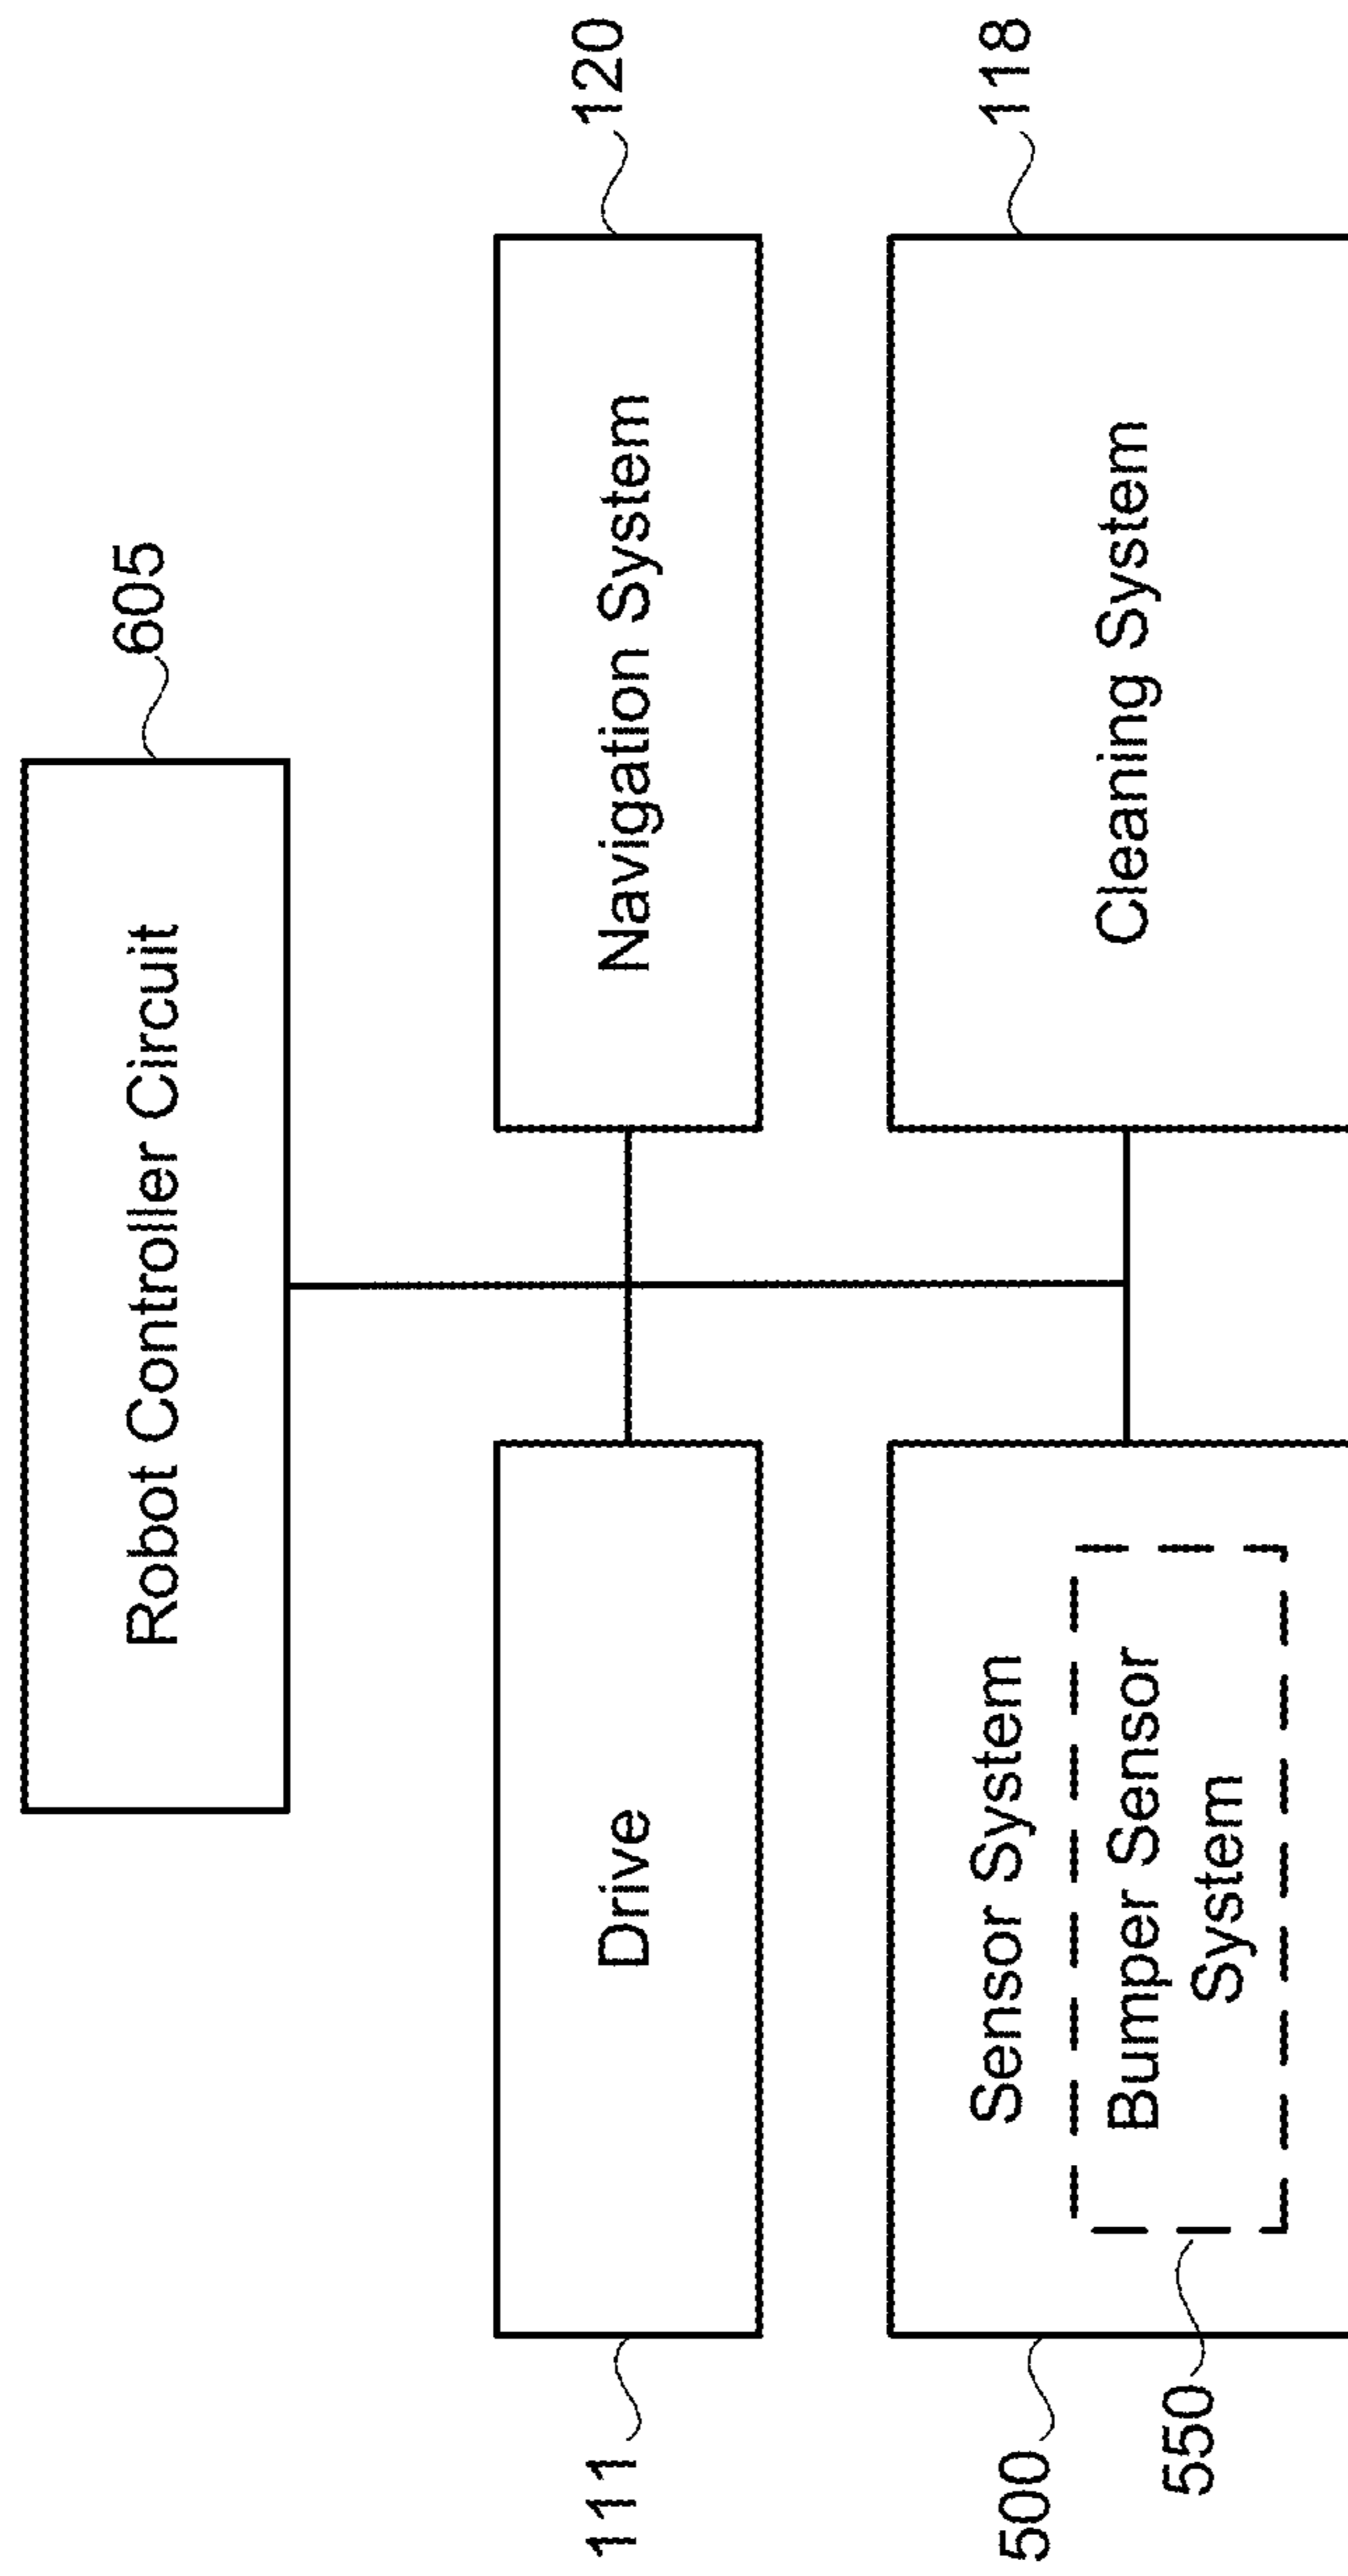 Robot Controller Circuit
605
111
Drive
Navigation System
120
500
Sensor System
Bumper Sensor
System
550
Cleaning System
118